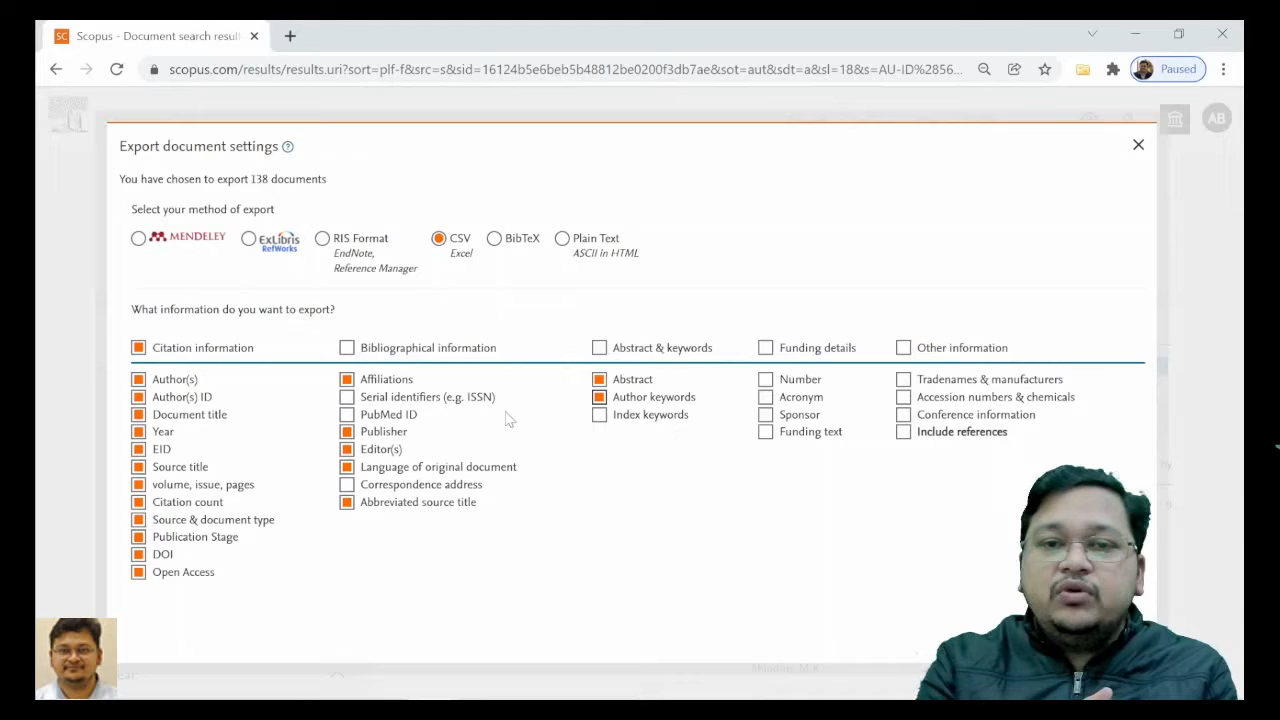 SC Scopus - Document search result
scopus.com/results/results.uri?sort=plf-f&src=s&sid=16124b5e6beb5b48812be0200f3db7ae&sot=aut&sdt=a&sl=18&s=AU-ID%2856...
Paused
AB
Export document settings ?
You have chosen to export 138 documents
Select your method of export
MENDELEY
ExLibris
RefWorks
RIS Format
EndNote,
Reference Manager
CSV
Excel
BibTeX
Plain Text
ASCII in HTML
What information do you want to export?
Citation information
Bibliographical information
Abstract & keywords
Funding details
Other information
Author(s)
Affiliations
Abstract
Number
Tradenames & manufacturers
Author(s) ID
Serial identifiers (e.g. ISSN)
Author keywords
Acronym
Accession numbers & chemicals
Document title
PubMed ID
Index keywords
Sponsor
Conference information
Year
Publisher
Funding text
Include references
EID
Editor(s)
Source title
Language of original document
volume, issue, pages
Correspondence address
Citation count
Abbreviated source title
Source & document type
Publication Stage
DOI
Open Access